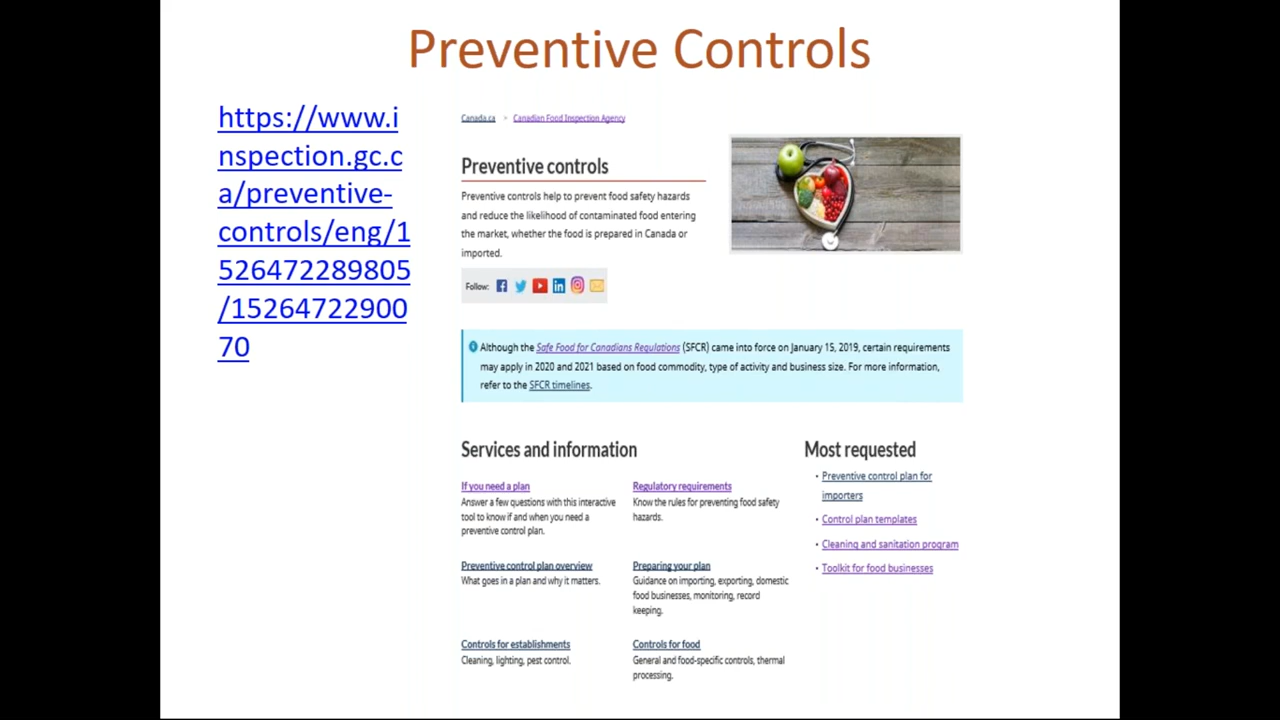 Preventive Controls
https://www.i
nspection.gc.c
a/preventive-
controls/eng/1
526472289805
/15264722900
70
Canada.ca > Canadian Food Inspection Agency
Preventive controls
Preventive controls help to prevent food safety hazards
and reduce the likelihood of contaminated food entering
the market, whether the food is prepared in Canada or
imported.
Follow:
Although the Safe Food for Canadians Regulations (SFCR) came into force on January 15, 2019, certain requirements
may apply in 2020 and 2021 based on food commodity, type of activity and business size. For more information,
refer to the SFCR timelines.
Services and information
If you need a plan
Answer a few questions with this interactive
tool to know if and when you need a
preventive control plan.
Regulatory requirements
Know the rules for preventing food safety
hazards.
Preventive control plan overview
What goes in a plan and why it matters.
Preparing your plan
Guidance on importing, exporting, domestic
food businesses, monitoring, record
keeping.
Controls for establishments
Cleaning, lighting, pest control.
Controls for food
General and food-specific controls, thermal
processing.
Most requested
• Preventive control plan for
importers
• Control plan templates
• Cleaning and sanitation program
• Toolkit for food businesses